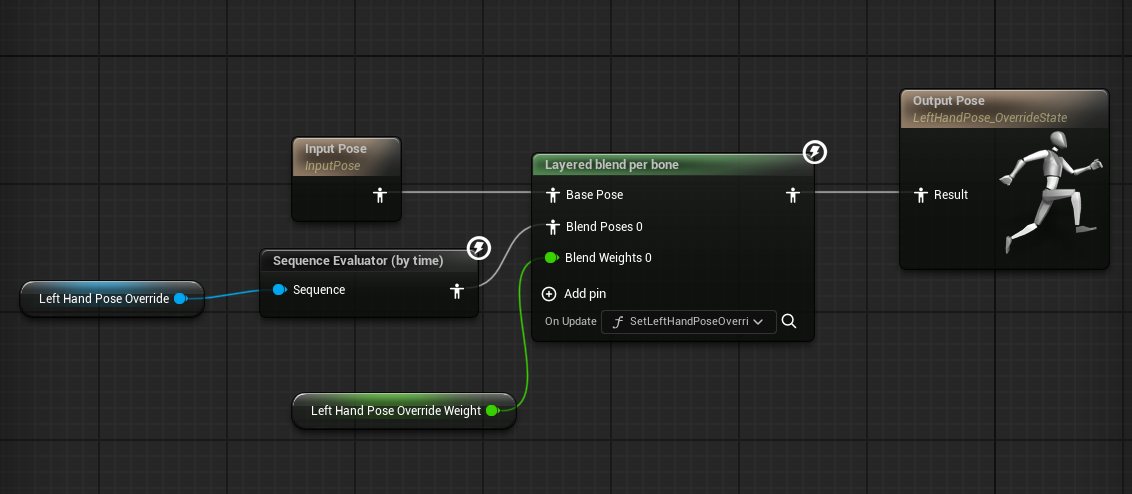 Output Pose
LeftHandPose_OverrideState
Result
Input Pose
InputPose
Layered blend per bone
Base Pose
Blend Poses 0
Blend Weights 0
Add pin
On Update
SetLeftHandPoseOverri
Sequence Evaluator (by time)
Sequence
Left Hand Pose Override
Left Hand Pose Override Weight